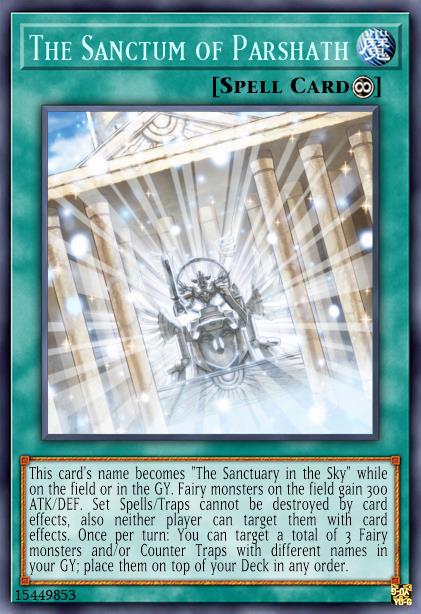 The Sanctum of Parshath
魔
[Spell Card]
This card's name becomes "The Sanctuary in the Sky" while
on the field or in the GY. Fairy monsters on the field gain 300
ATK/DEF. Set Spells/Traps cannot be destroyed by card
effects, also neither player can target them with card
effects. Once per turn: You can target a total of 3 Fairy
monsters and/or Counter Traps with different names in
your GY; place them on top of your Deck in any order.
15449853